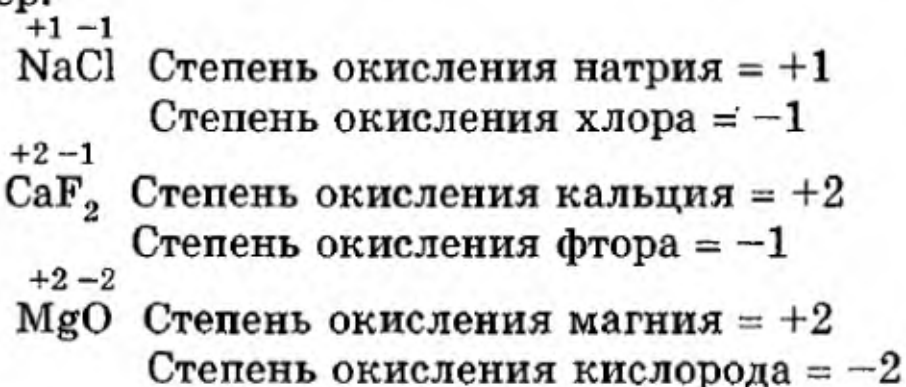 ер.
+1 −1
NaCl Степень окисления натрия = +1
Степень окисления хлора = −1
+2 −1
CaF₂ Степень окисления кальция = +2
Степень окисления фтора = −1
+2 −2
MgO Степень окисления магния = +2
Степень окисления кислорода = −2